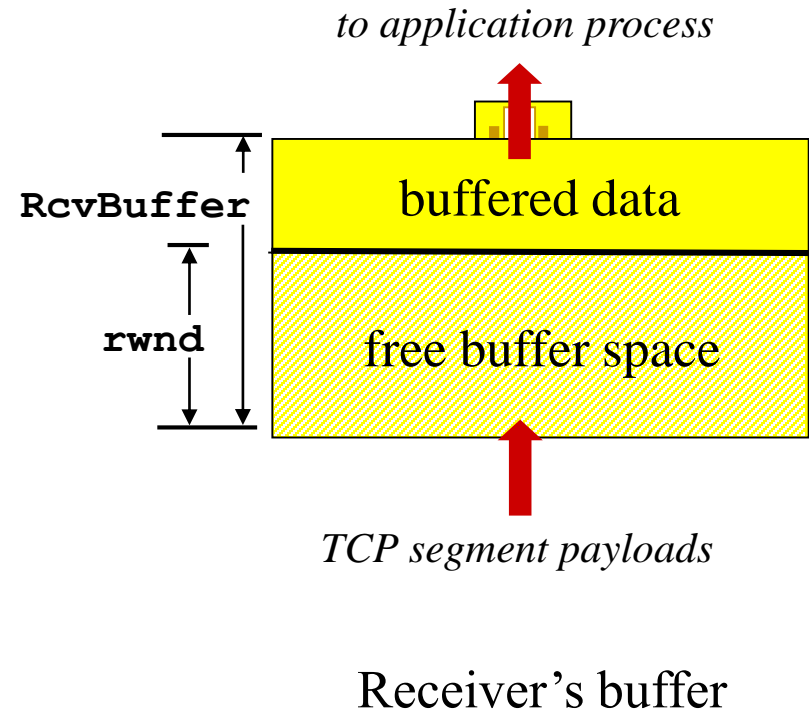 to application process
RcvBuffer
buffered data
rwnd
free buffer space
TCP segment payloads
Receiver’s buffer